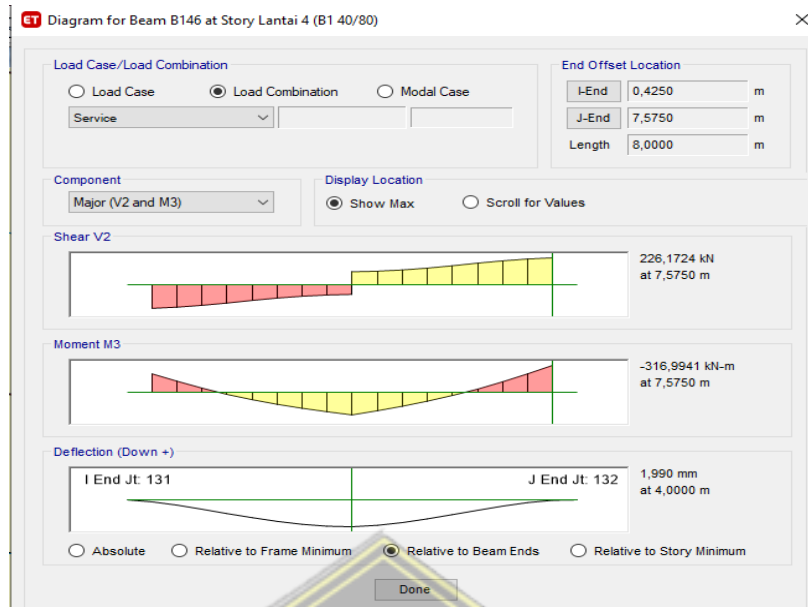 ET Diagram for Beam B146 at Story Lantai 4 (B1 40/80)
Load Case/Load Combination
Load Case Load Combination Modal Case
Service
End Offset Location
I-End 0,4250 m
J-End 7,5750 m
Length 8,0000 m
Component
Major (V2 and M3)
Display Location
Show Max Scroll for Values
Shear V2
226,1724 kN
at 7,5750 m
Moment M3
-316,9941 kN-m
at 7,5750 m
Deflection (Down +)
I End Jt: 131 J End Jt: 132
1,990 mm
at 4,0000 m
Absolute Relative to Frame Minimum Relative to Beam Ends Relative to Story Minimum
Done